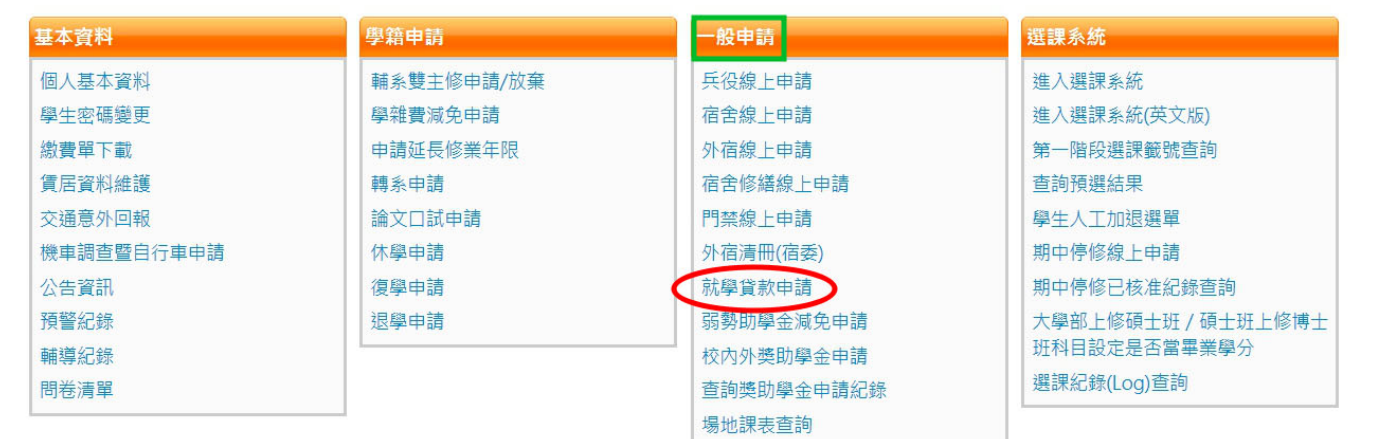 基本資料
個人基本資料
學生密碼變更
繳費單下載
賃居資料維護
交通意外回報
機車調查暨自行車申請
公告資訊
預警紀錄
輔導紀錄
問卷清單
學籍申請
輔系雙主修申請/放棄
學雜費減免申請
申請延長修業年限
轉系申請
論文口試申請
休學申請
復學申請
退學申請
一般申請
兵役線上申請
宿舍線上申請
外宿線上申請
宿舍修繕線上申請
門禁線上申請
外宿清冊(宿委)
就學貸款申請
弱勢助學金減免申請
校內外獎助學金申請
查詢獎助學金申請紀錄
場地課表查詢
選課系統
進入選課系統
進入選課系統(英文版)
第一階段選課籤號查詢
查詢預選結果
學生人工加退選單
期中停修線上申請
期中停修已核准紀錄查詢
大學部上修碩士班 / 碩士班上修博士
班科目設定是否當畢業學分
選課紀錄(Log)查詢